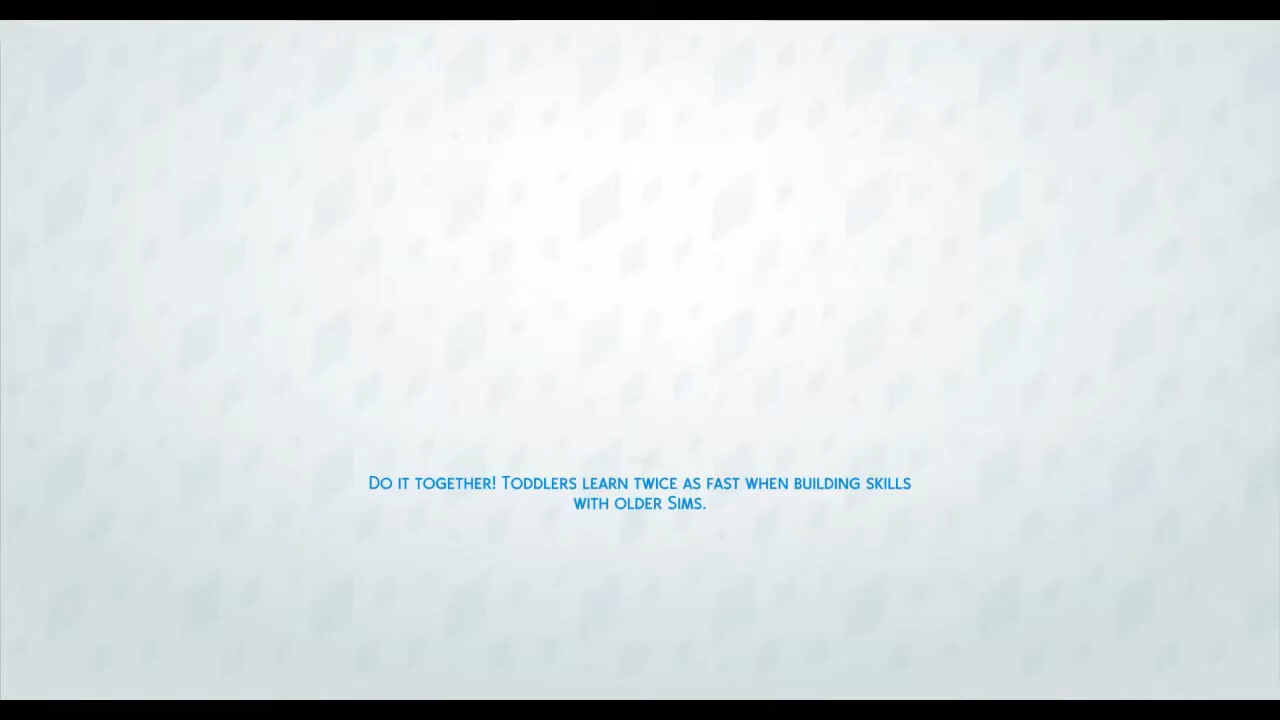 Do it together! Toddlers learn twice as fast when building skills
with older Sims.